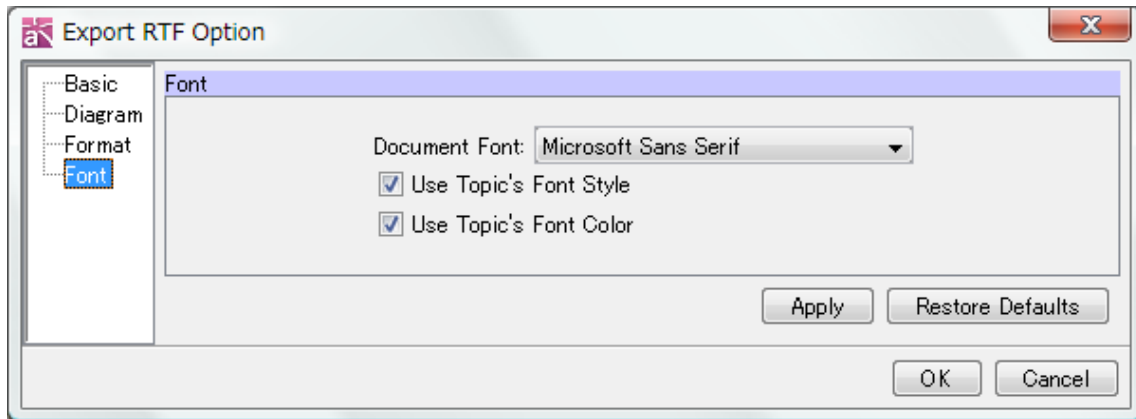 Export RTF Option
Basic
Diagram
Format
Font
Font
Document Font: Microsoft Sans Serif
Use Topic's Font Style
Use Topic's Font Color
Apply Restore Defaults
OK Cancel